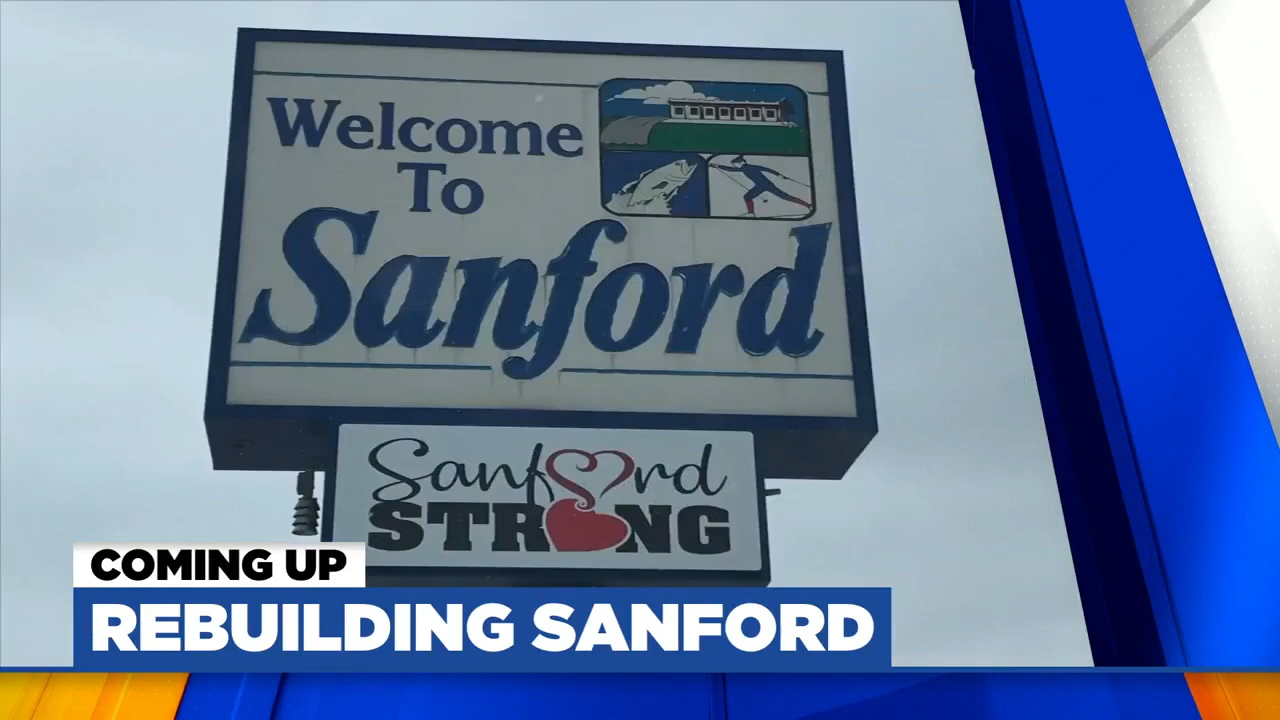 Welcome
To
Sanford
Sanford
STRONG
COMING UP
REBUILDING SANFORD